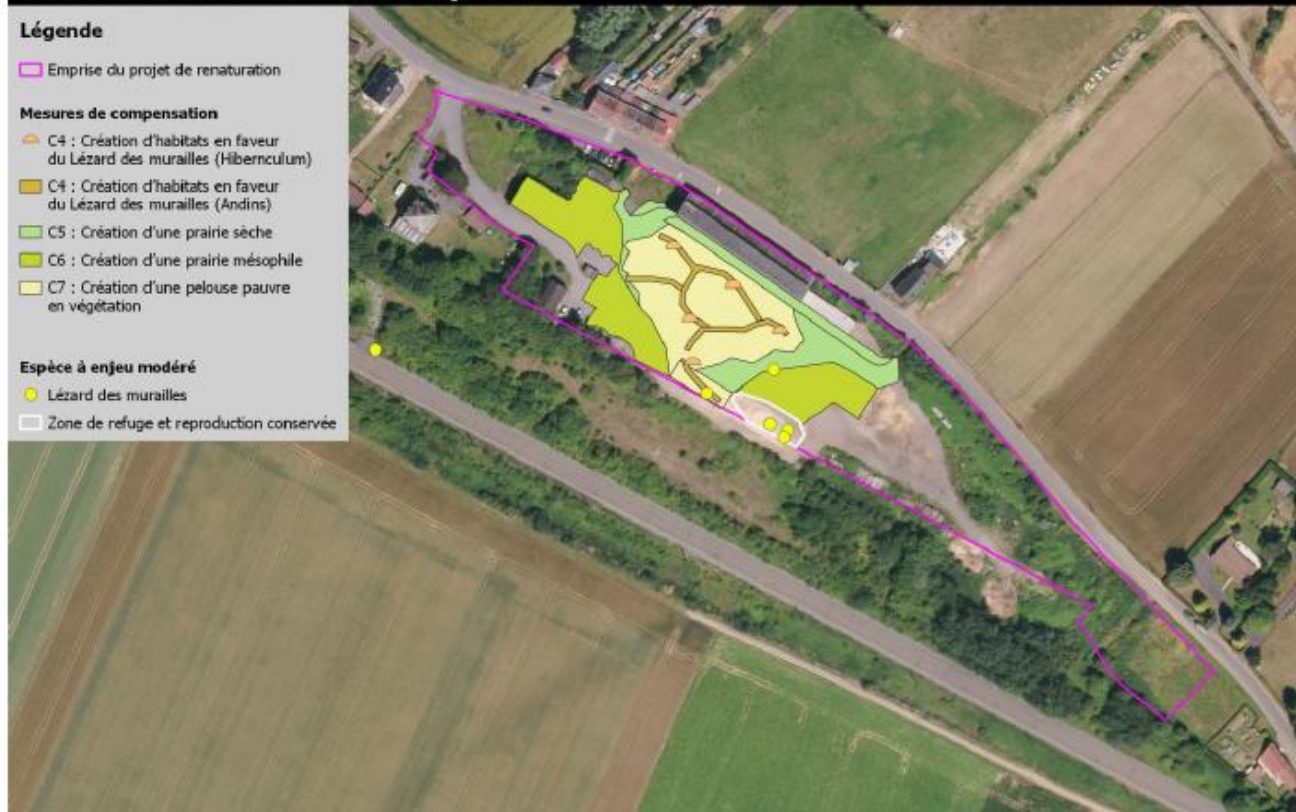 Légende
Emprise du projet de renaturation
Mesures de compensation
C4 : Création d'habitats en faveur
du Lézard des murailles (Hibernculum)
C4 : Création d'habitats en faveur
du Lézard des murailles (Andins)
C5 : Création d'une prairie sèche
C6 : Création d'une prairie mésophile
C7 : Création d'une pelouse pauvre
en végétation
Espèce à enjeu modéré
Lézard des murailles
Zone de refuge et reproduction conservée